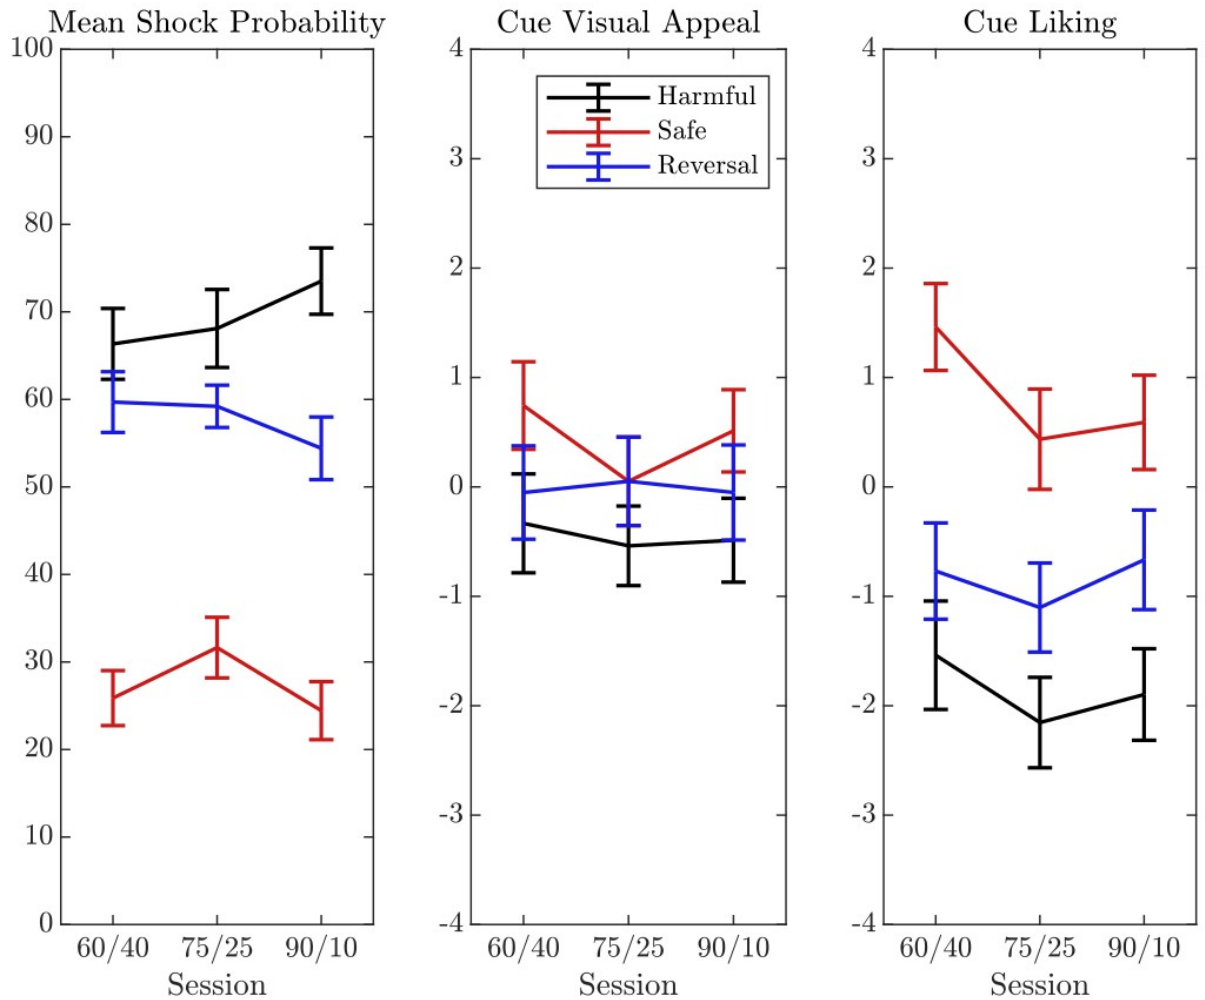 Mean Shock Probability
100
90
80
70
60
50
40
30
20
10
0
60/40 75/25 90/10
Session
Cue Visual Appeal
Harmful
Safe
Reversal
4
3
2
1
0
-1
-2
-3
-4
60/40 75/25 90/10
Session
Cue Liking
4
3
2
1
0
-1
-2
-3
-4
60/40 75/25 90/10
Session